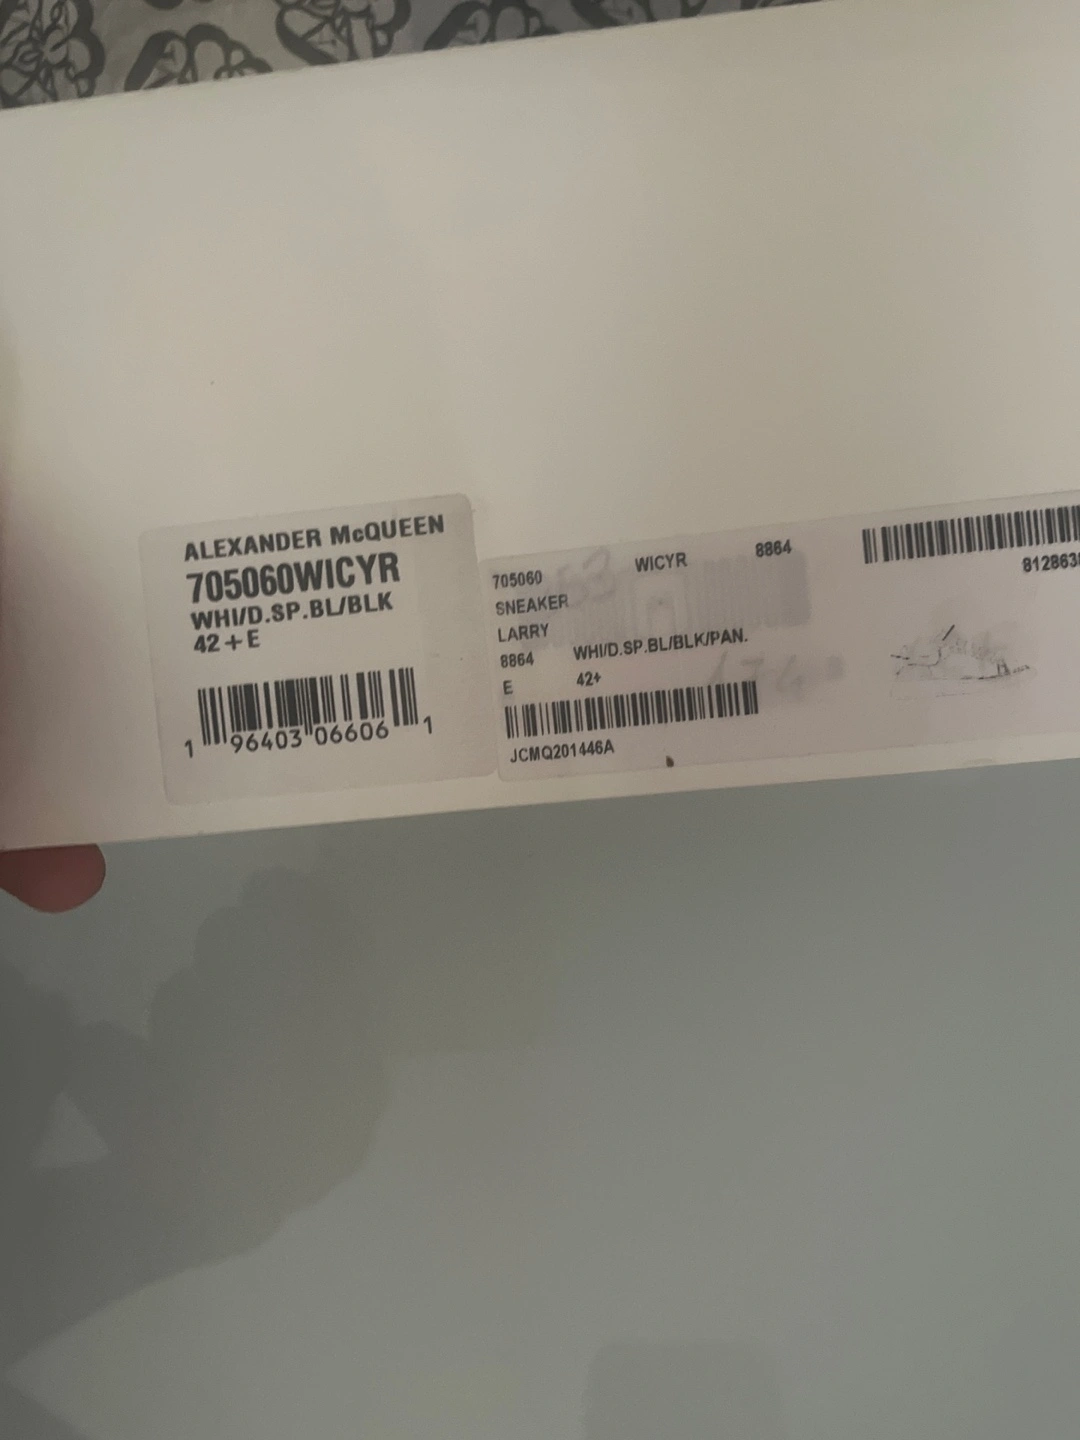 ALEXANDER McQUEEN
705060WICYR
WHI/D.SP.BL/BLK
42+E
1 96403 06606 1
705060 WICYR 8864
SNEAKER
LARRY
8864 WHI/D.SP.BL/BLK/PAN.
E 42+
JCMQ201446A